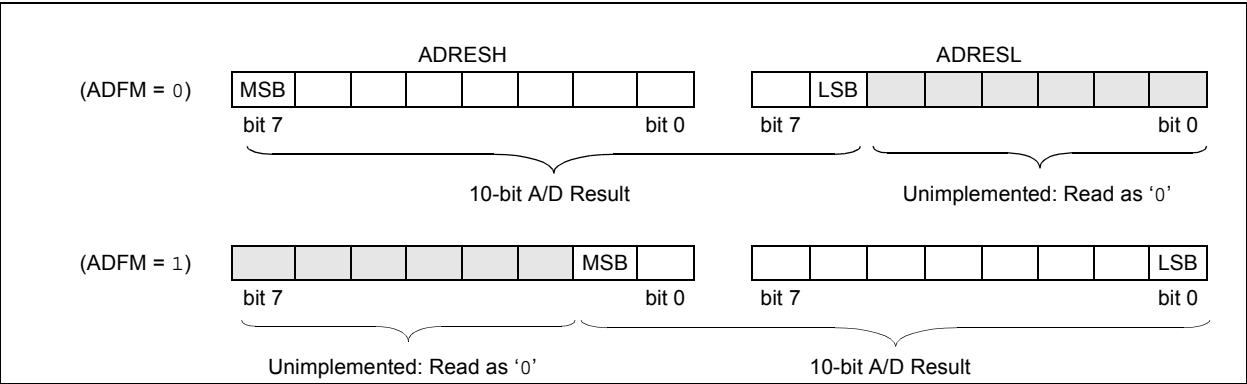 ADRESH ADRESL
(ADFM = 0) MSB LSB
bit 7 bit 0 bit 7 bit 0
10-bit A/D Result Unimplemented: Read as ‘0’
(ADFM = 1) MSB LSB
bit 7 bit 0 bit 7 bit 0
Unimplemented: Read as ‘0’ 10-bit A/D Result